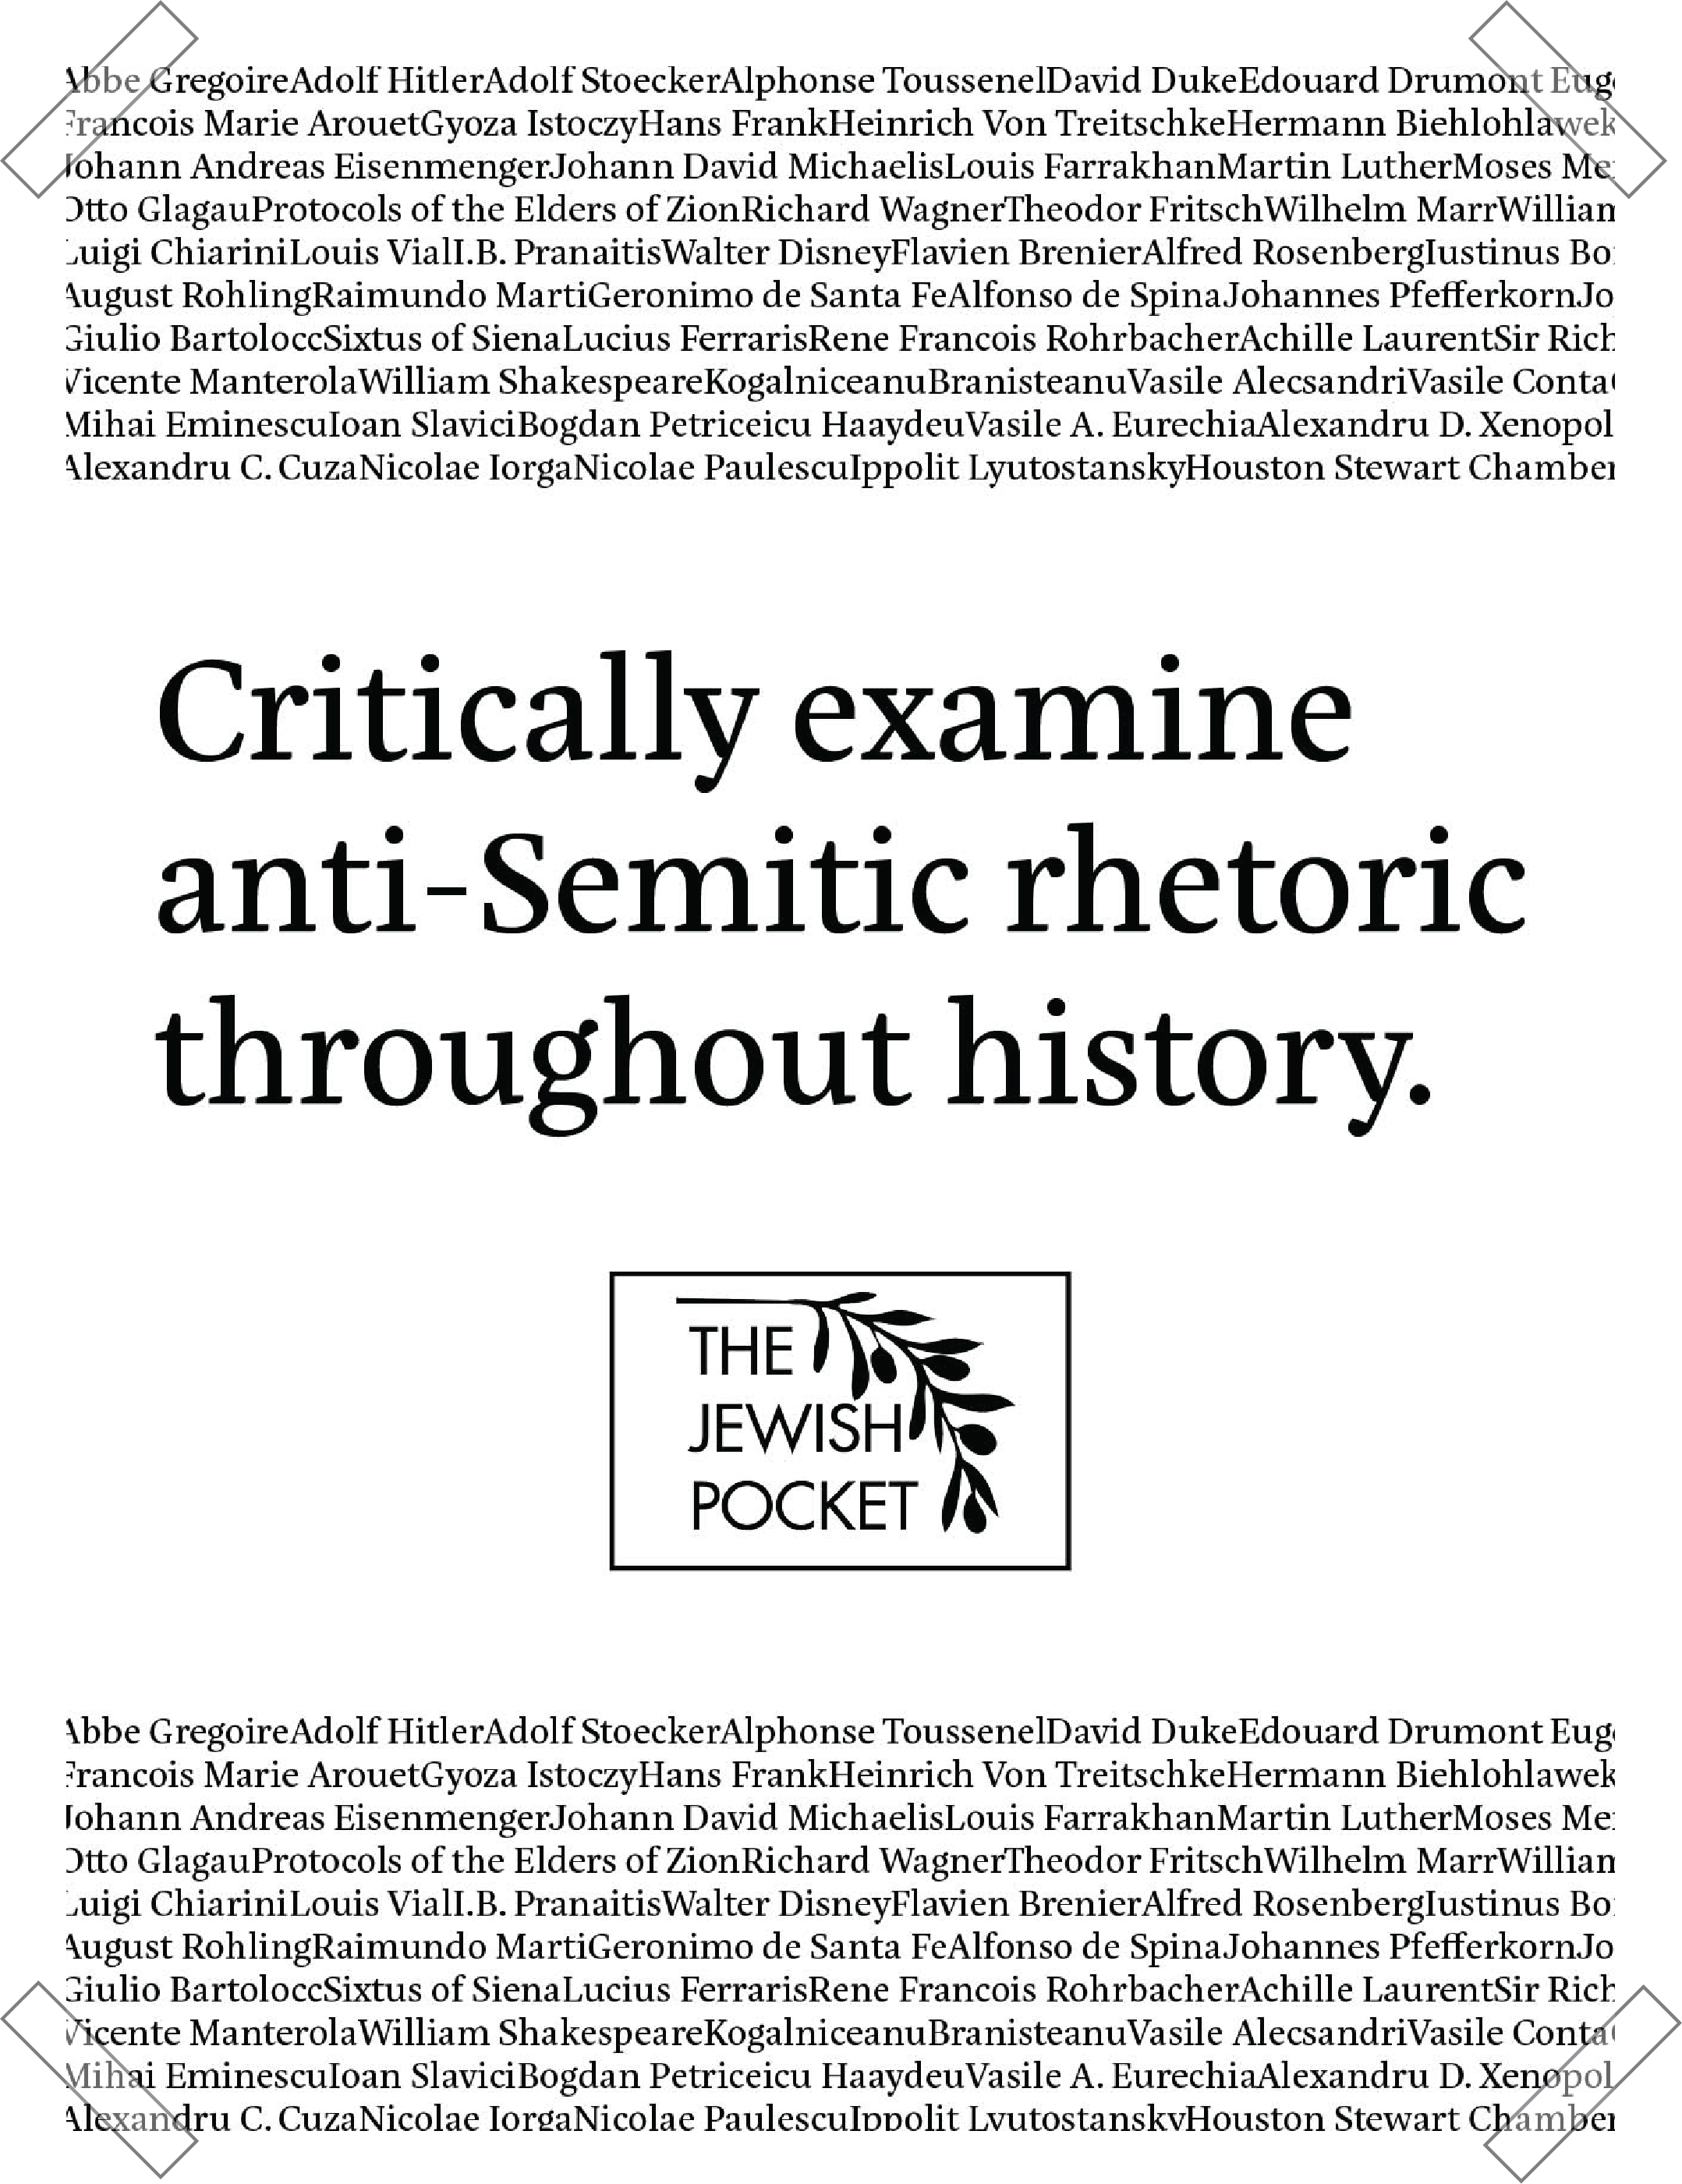 Abbe GregoireAdolf HitlerAdolf StoeckerAlphonse ToussenelDavid DukeEdouard Drumont Euge
Francois Marie ArouetGyoza IstoczyHans FrankHeinrich Von TreitschkeHermann Biehlohlawek
Johann Andreas EisenmengerJohann David MichaelisLouis FarrakhanMartin LutherMoses Me
Otto GlagauProtocols of the Elders of ZionRichard WagnerTheodor FritschWilhelm MarrWilliam
Luigi ChiariniLouis VialI.B. PranaitisWalter DisneyFlavien BrenierAlfred RosenbergIustinus Bo
August RohlingRaimundo MartiGeronimo de Santa FeAlfonso de SpinaJohannes PfefferkornJo
Giulio BartoloccSixtus of SienaLucius FerrarisRene Francois RohrbacherAchille LaurentSir Rich
Vicente ManterolaWilliam ShakespeareKogalniceanuBranisteanuVasile AlecsandriVasile Conta
Mihai EminescuIoan SlaviciBogdan Petriceicu HaaydeuVasile A. EurechiaAlexandru D. Xenopol
Alexandru C. CuzaNicolae IorgaNicolae PaulescuIppolit LyutostanskyHouston Stewart Chamber
Critically examine
anti-Semitic rhetoric
throughout history.
THE
JEWISH
POCKET
Abbe GregoireAdolf HitlerAdolf StoeckerAlphonse ToussenelDavid DukeEdouard Drumont Euge
Francois Marie ArouetGyoza IstoczyHans FrankHeinrich Von TreitschkeHermann Biehlohlawek
Johann Andreas EisenmengerJohann David MichaelisLouis FarrakhanMartin LutherMoses Me
Otto GlagauProtocols of the Elders of ZionRichard WagnerTheodor FritschWilhelm MarrWilliam
Luigi ChiariniLouis VialI.B. PranaitisWalter DisneyFlavien BrenierAlfred RosenbergIustinus Bo
August RohlingRaimundo MartiGeronimo de Santa FeAlfonso de SpinaJohannes PfefferkornJo
Giulio BartoloccSixtus of SienaLucius FerrarisRene Francois RohrbacherAchille LaurentSir Rich
Vicente ManterolaWilliam ShakespeareKogalniceanuBranisteanuVasile AlecsandriVasile Conta
Mihai EminescuIoan SlaviciBogdan Petriceicu HaaydeuVasile A. EurechiaAlexandru D. Xenopol
Alexandru C. CuzaNicolae IorgaNicolae PaulescuIppolit LyutostanskyHouston Stewart Chamber